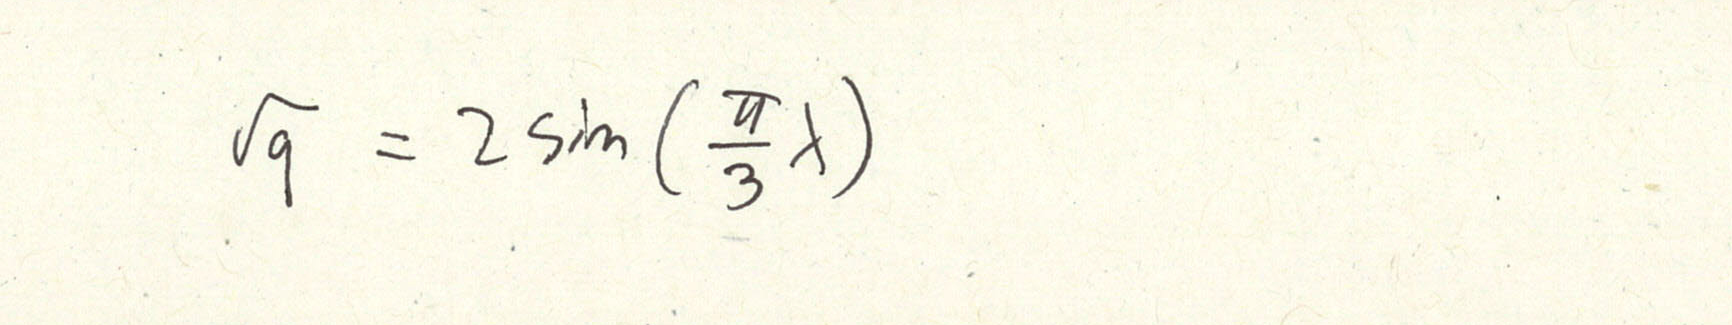 √q = 2 sin(π/3 λ)